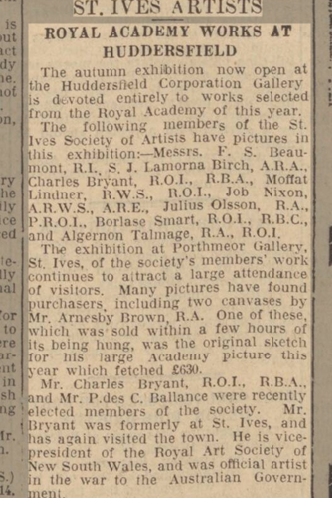 ST. IVES ARTISTS
ROYAL ACADEMY WORKS AT
HUDDERSFIELD
The autumn exhibition now open at
the Huddersfield Corporation Gallery
is devoted entirely to works selected
from the Royal Academy of this year.
The following members of the St.
Ives Society of Artists have pictures in
this exhibition:—Messrs. F. S. Beau-
mont, R.I., S. J. Lamorna Birch, A.R.A.,
Charles Bryant, R.O.I., R.B.A., Moffat
Lindner, R.W.S., R.O.I., Job Nixon,
A.R.W.S., A.R.E., Julius Olsson, R.A.,
P.R.O.I., Borlase Smart, R.O.I., R.B.C.,
and Algernon Talmage, R.A., R.O.I.
The exhibition at Porthmeor Gallery,
St. Ives, of the society's members' work
continues to attract a large attendance
of visitors. Many pictures have found
purchasers, including two canvases by
Mr. Arnesby Brown, R.A. One of these,
which was sold within a few hours of
its being hung, was the original sketch
for his large Academy picture this
year which fetched £630.
Mr. Charles Bryant, R.O.I., R.B.A.,
and Mr. P.des C. Ballance were recently
elected members of the society. Mr.
Bryant was formerly at St. Ives, and
has again visited the town. He is vice-
president of the Royal Art Society of
New South Wales, and was official artist
in the war to the Australian Govern-
ment.